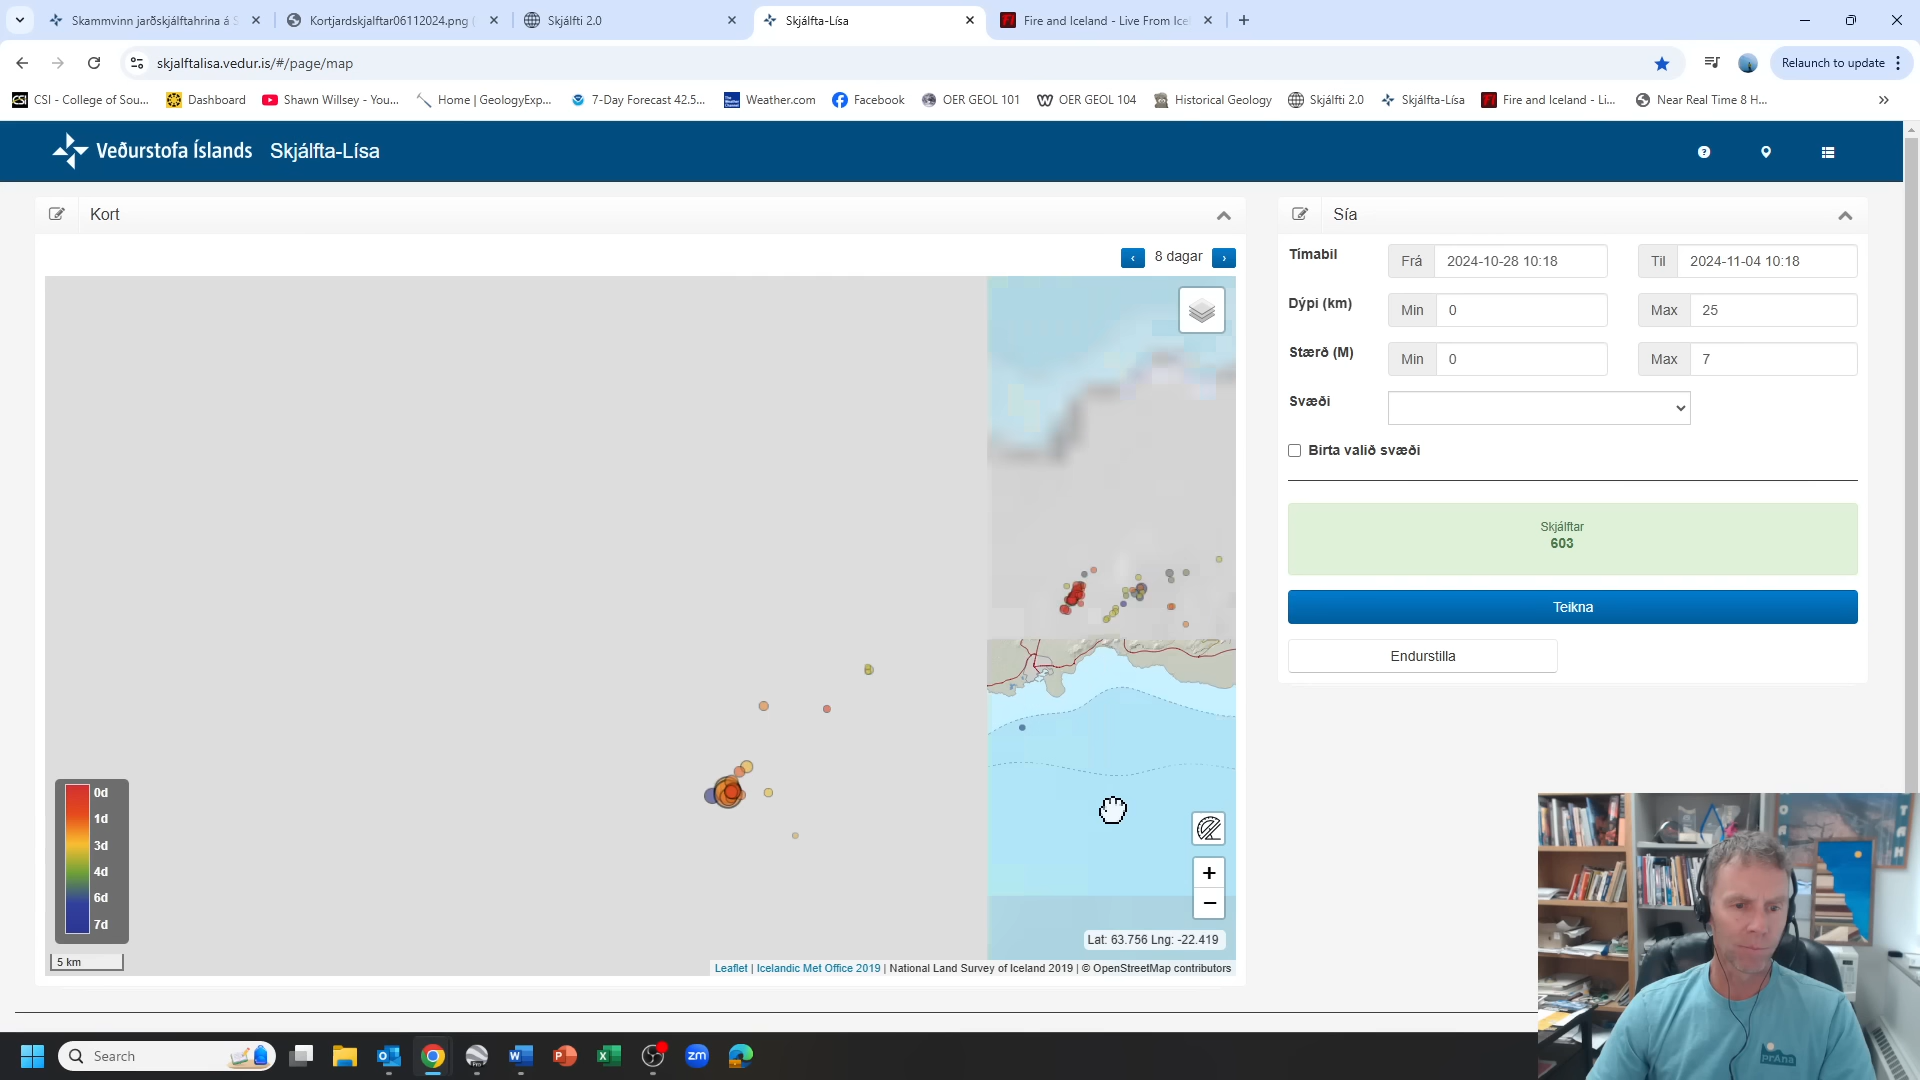 Skammvinn jarðskjálftahrina á S
Kortjardskjalftar06112024.png (
Skjálfti 2.0
Skjálfta-Lísa
Fire and Iceland - Live From Ice
skjalftalisa.vedur.is/#/page/map
Relaunch to update
CSI - College of Sou...
Dashboard
Shawn Willsey - You...
Home | GeologyExp...
7-Day Forecast 42.5...
Weather.com
Facebook
OER GEOL 101
OER GEOL 104
Historical Geology
Skjálfti 2.0
Skjálfta-Lísa
Fire and Iceland - Li...
Near Real Time 8 H...
Veðurstofa Íslands Skjálfta-Lísa
Kort
8 dagar
0d
1d
3d
4d
6d
7d
5 km
+
−
Lat: 63.756 Lng: -22.419
Leaflet | Icelandic Met Office 2019 | National Land Survey of Iceland 2019 | © OpenStreetMap contributors
Sía
Tímabil Frá 2024-10-28 10:18 Til 2024-11-04 10:18
Dýpi (km) Min 0 Max 25
Stærð (M) Min 0 Max 7
Svæði
Birta valið svæði
Skjálftar
603
Teikna
Endurstilla
Search
prAna